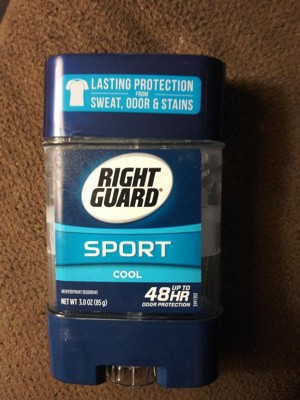 LASTING PROTECTION
FROM
SWEAT, ODOR & STAINS
RIGHT
GUARD®
SPORT
COOL
ANTIPERSPIRANT DEODORANT
NET WT 3.0 OZ (85 g)
48HR UP TO
ODOR PROTECTION